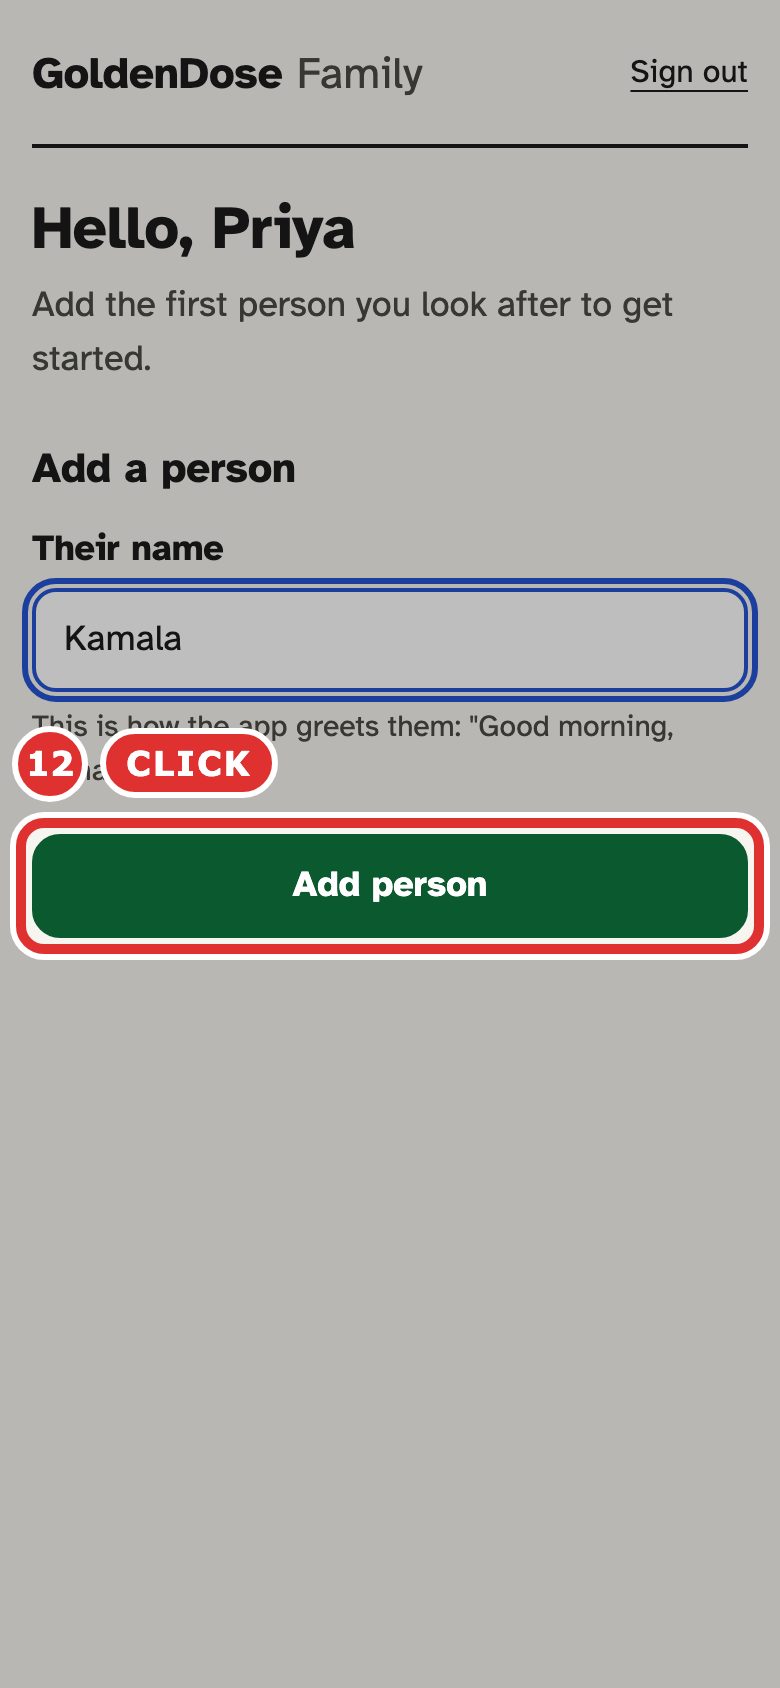 GoldenDose Family
Sign out
Hello, Priya
Add the first person you look after to get
started.
Add a person
Their name
Kamala
This is how the app greets them: "Good morning,
12 CLICK
Add person